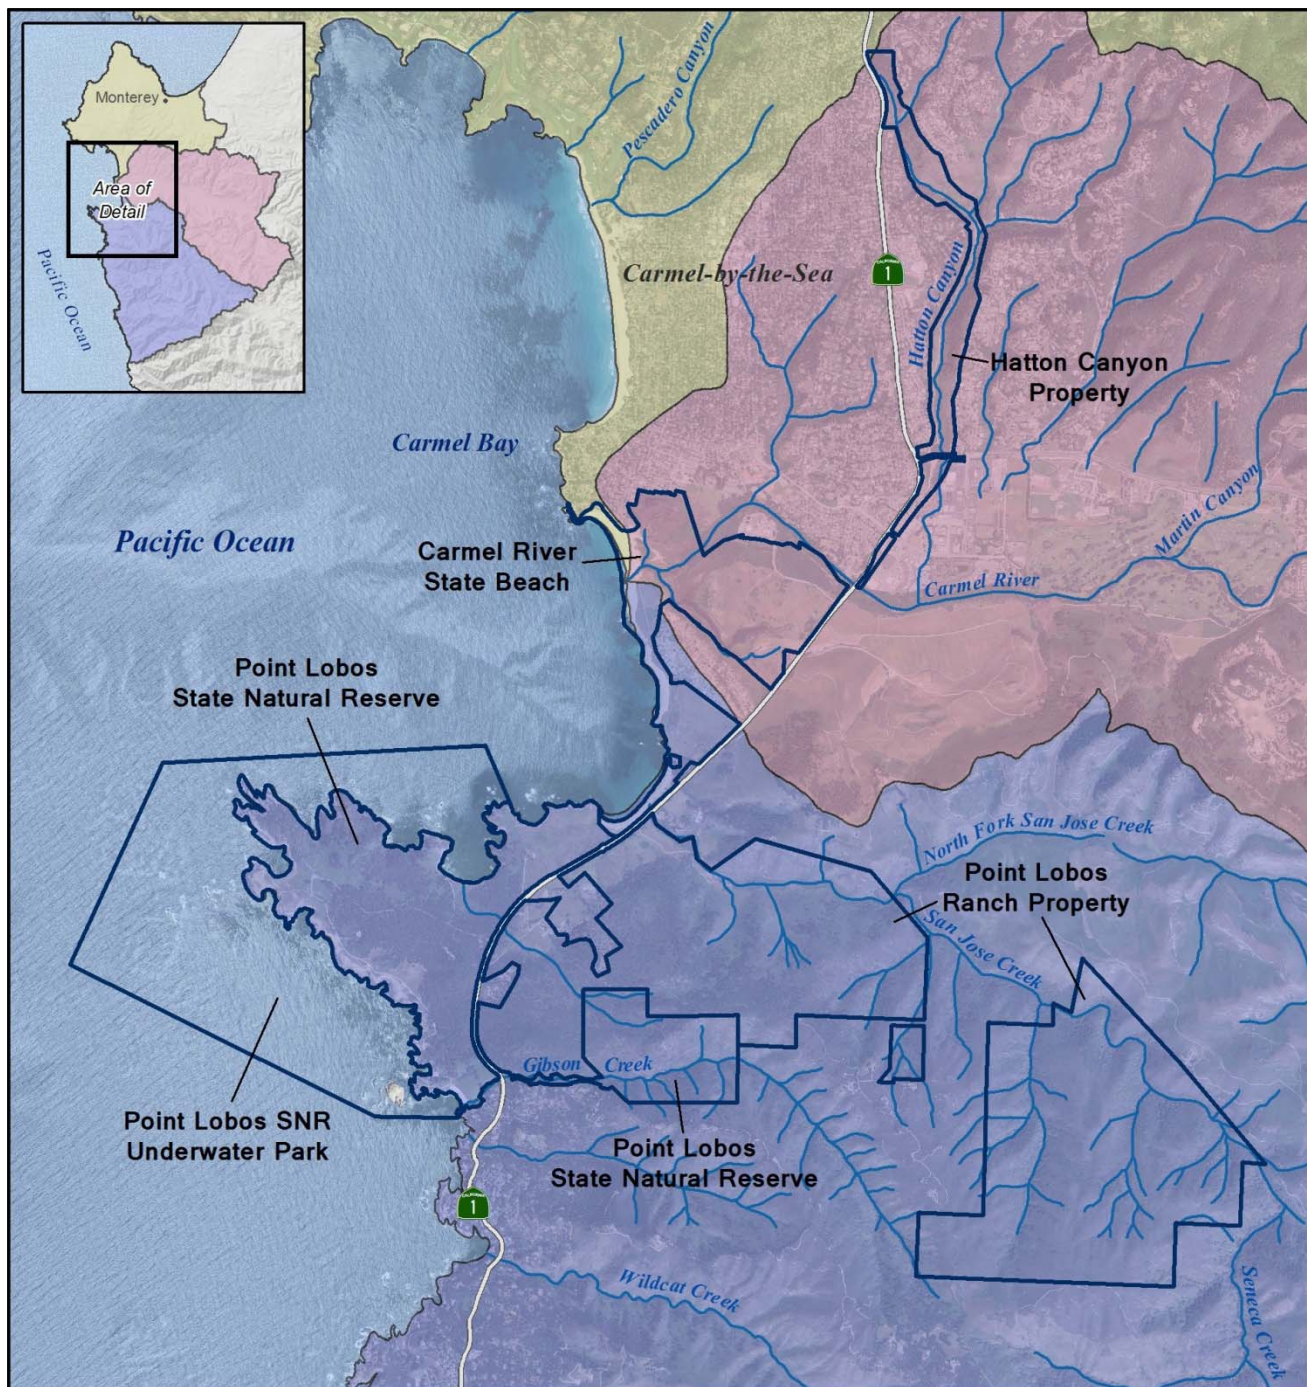 Monterey
Area of
Detail
Pacific Ocean
Pescadero Canyon
Carmel-by-the-Sea
CALIFORNIA
1
Hatton Canyon
Hatton Canyon
Property
Carmel Bay
Pacific Ocean
Carmel River
State Beach
Martin Canyon
Carmel River
Point Lobos
State Natural Reserve
North Fork San Jose Creek
Point Lobos
Ranch Property
San Jose Creek
Gibson Creek
Point Lobos SNR
Underwater Park
Point Lobos
State Natural Reserve
CALIFORNIA
1
Wildcat Creek
Seneca Creek